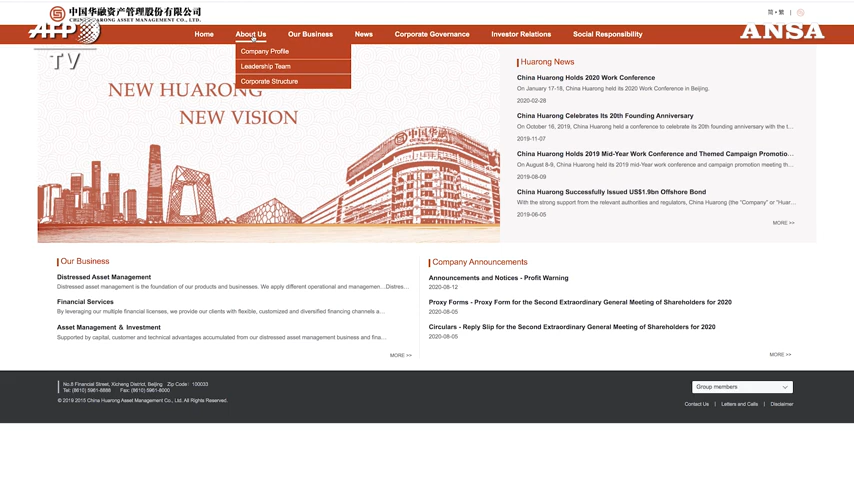 中国华融资产管理股份有限公司
CHINA HUARONG ASSET MANAGEMENT CO., LTD.
简 • 繁 |
AFP
TV
ANSA
Home About Us Our Business News Corporate Governance Investor Relations Social Responsibility
Company Profile
Leadership Team
Corporate Structure
NEW HUARONG
NEW VISION
中国华融
Huarong News
China Huarong Holds 2020 Work Conference
On January 17-18, China Huarong held its 2020 Work Conference in Beijing.
2020-02-28
China Huarong Celebrates Its 20th Founding Anniversary
On October 16, 2019, China Huarong held a conference to celebrate its 20th founding anniversary with the t…
2019-11-07
China Huarong Holds 2019 Mid-Year Work Conference and Themed Campaign Promotio…
On August 8-9, China Huarong held its 2019 mid-Year work conference and campaign promotion meeting th…
2019-08-09
China Huarong Successfully Issued US$1.9bn Offshore Bond
With the strong support from the relevant authorities and regulators, China Huarong (the "Company" or "Huar…
2019-06-05
MORE >>
Our Business
Distressed Asset Management
Distressed asset management is the foundation of our products and businesses. We apply different operational and managemen…Distres…
Financial Services
By leveraging our multiple financial licenses, we provide our clients with flexible, customized and diversified financing channels a…
Asset Management & Investment
Supported by capital, customer and technical advantages accumulated from our distressed asset management business and fina…
MORE >>
Company Announcements
Announcements and Notices - Profit Warning
2020-08-12
Proxy Forms - Proxy Form for the Second Extraordinary General Meeting of Shareholders for 2020
2020-08-05
Circulars - Reply Slip for the Second Extraordinary General Meeting of Shareholders for 2020
2020-08-05
MORE >>
No.8 Financial Street, Xicheng District, Beijing Zip Code: 100033
Tel: (8610) 5961-8888 Fax: (8610) 5961-8000
© 2019 2015 China Huarong Asset Management Co., Ltd. All Rights Reserved.
Group members
Contact Us | Letters and Calls | Disclaimer